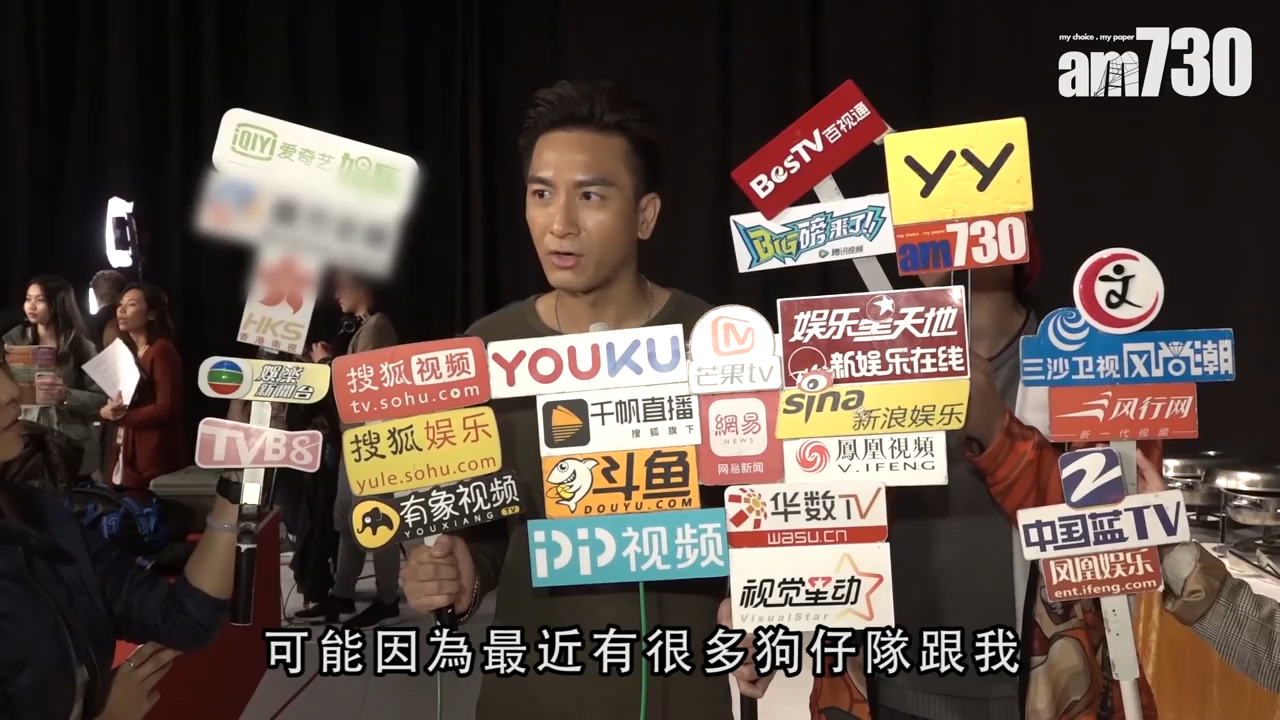 my choice . my paper
am730
iQIYI 爱奇艺
HKS
香港衛視
娛樂新聞台
TVB8
搜狐视频
tv.sohu.com
搜狐娱乐
yule.sohu.com
有象视频
YOUXIANG TV
YOUKU
千帆直播
搜狐旗下
斗鱼
DOUYU.COM
PP视频
芒果tv
網易
NEWS
网易新闻
BesTV百视通
BIG磅来了!
腾讯视频
YY
am730
娱乐星天地
新娱乐在线
sina新浪娱乐
鳳凰视频
V.IFENG
华数TV
wasu.cn
视觉星动
VisualStar
文
三沙卫视风尚潮
风行网
新一代视频
Z
中国蓝TV
凤凰娱乐
ent.ifeng.com
可能因為最近有很多狗仔隊跟我